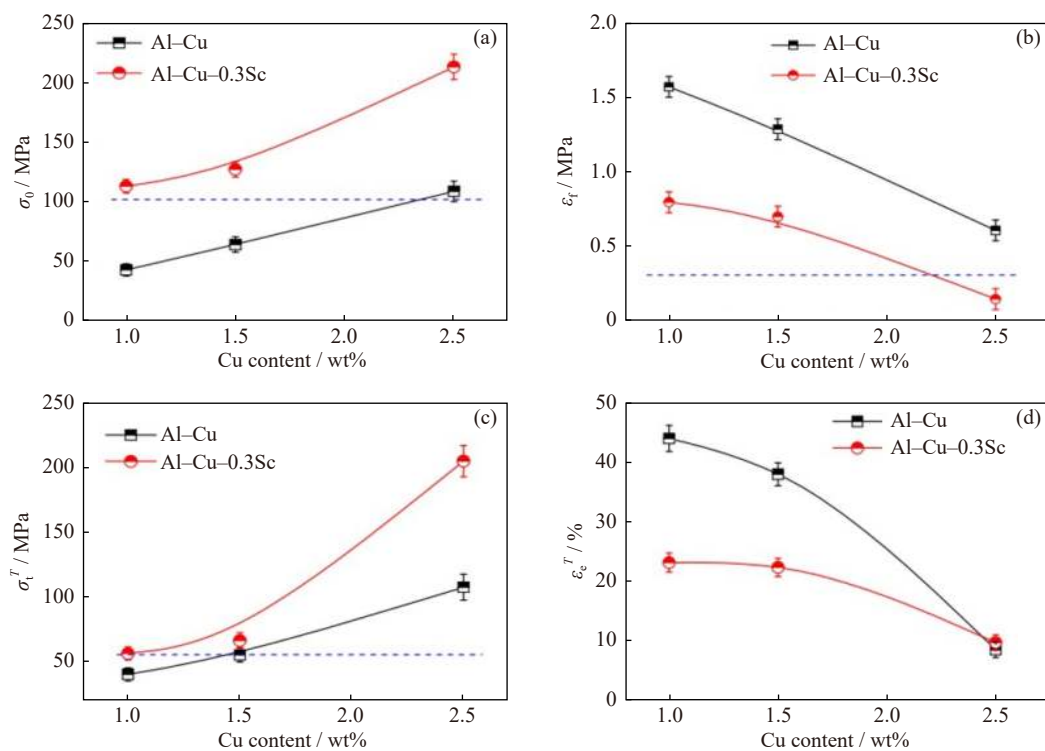 (a)
Al–Cu
Al–Cu–0.3Sc
250
200
150
100
50
0
σ0 / MPa
1.0 1.5 2.0 2.5
Cu content / wt%
(b)
Al–Cu
Al–Cu–0.3Sc
2.0
1.5
1.0
0.5
0
εf / MPa
1.0 1.5 2.0 2.5
Cu content / wt%
(c)
Al–Cu
Al–Cu–0.3Sc
250
200
150
100
50
σtT / MPa
1.0 1.5 2.0 2.5
Cu content / wt%
(d)
Al–Cu
Al–Cu–0.3Sc
50
40
30
20
10
0
εeT / %
1.0 1.5 2.0 2.5
Cu content / wt%